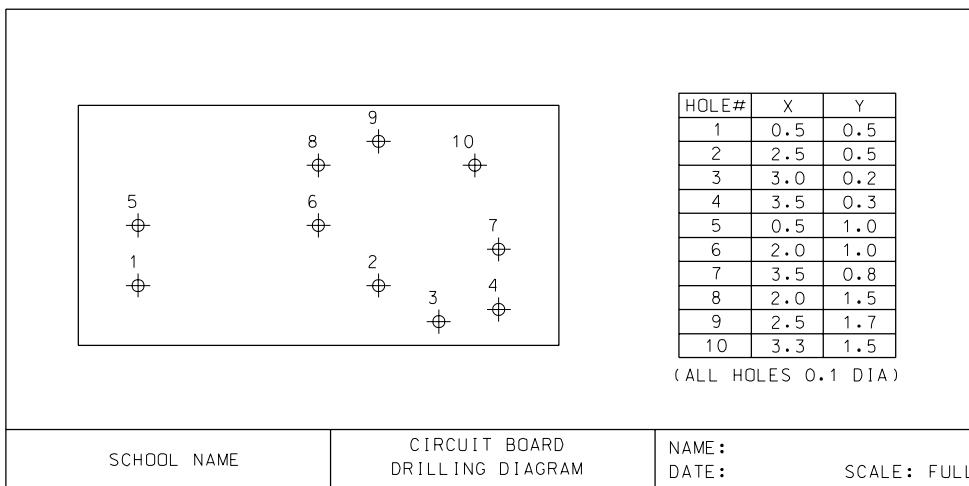 9
8
10
5
6
7
1
2
4
3
HOLE# X Y
1 0.5 0.5
2 2.5 0.5
3 3.0 0.2
4 3.5 0.3
5 0.5 1.0
6 2.0 1.0
7 3.5 0.8
8 2.0 1.5
9 2.5 1.7
10 3.3 1.5
(ALL HOLES 0.1 DIA)
SCHOOL NAME
CIRCUIT BOARD
DRILLING DIAGRAM
NAME:
DATE: SCALE: FULL